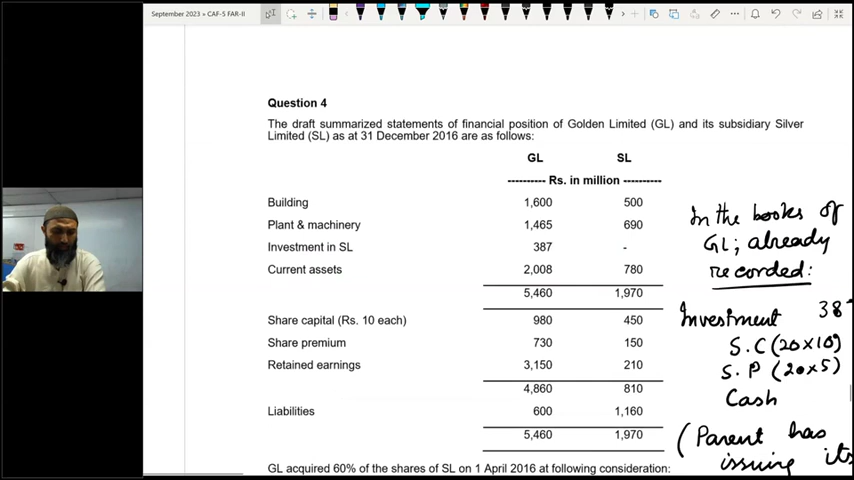 September 2023 » CAF-5 FAR-II
Question 4
The draft summarized statements of financial position of Golden Limited (GL) and its subsidiary Silver
Limited (SL) as at 31 December 2016 are as follows:
GL SL
---------- Rs. in million ----------
Building 1,600 500
Plant & machinery 1,465 690
Investment in SL 387 -
Current assets 2,008 780
5,460 1,970
Share capital (Rs. 10 each) 980 450
Share premium 730 150
Retained earnings 3,150 210
4,860 810
Liabilities 600 1,160
5,460 1,970
GL acquired 60% of the shares of SL on 1 April 2016 at following consideration:
In the books of
GL; already
recorded:
Investment 38
S.C (20x10)
S.P (20x5)
Cash
(Parent has
issuing its